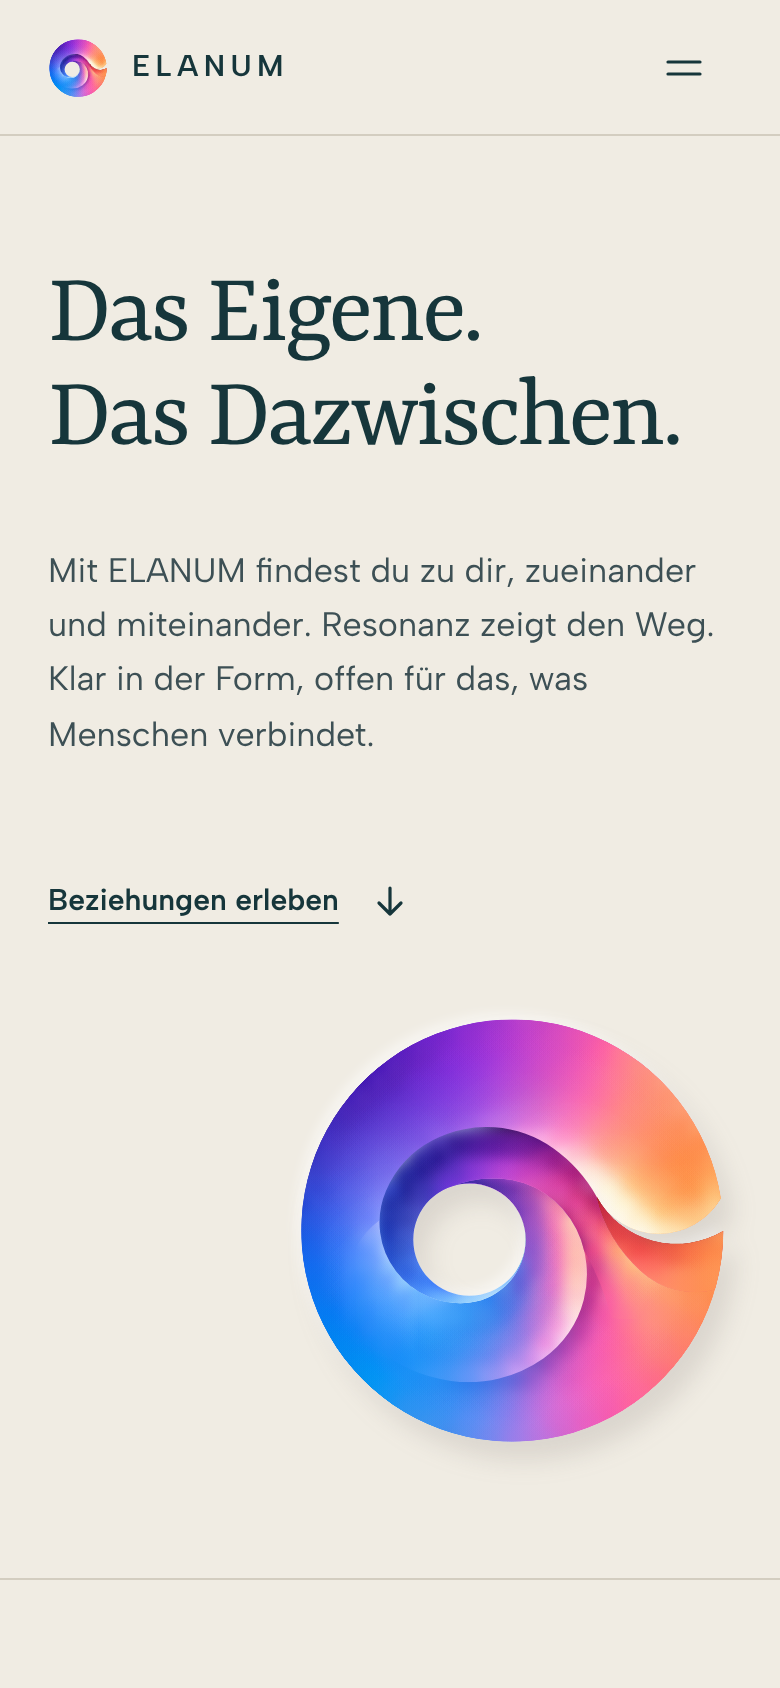 ELANUM
Das Eigene.
Das Dazwischen.
Mit ELANUM findest du zu dir, zueinander
und miteinander. Resonanz zeigt den Weg.
Klar in der Form, offen für das, was
Menschen verbindet.
Beziehungen erleben